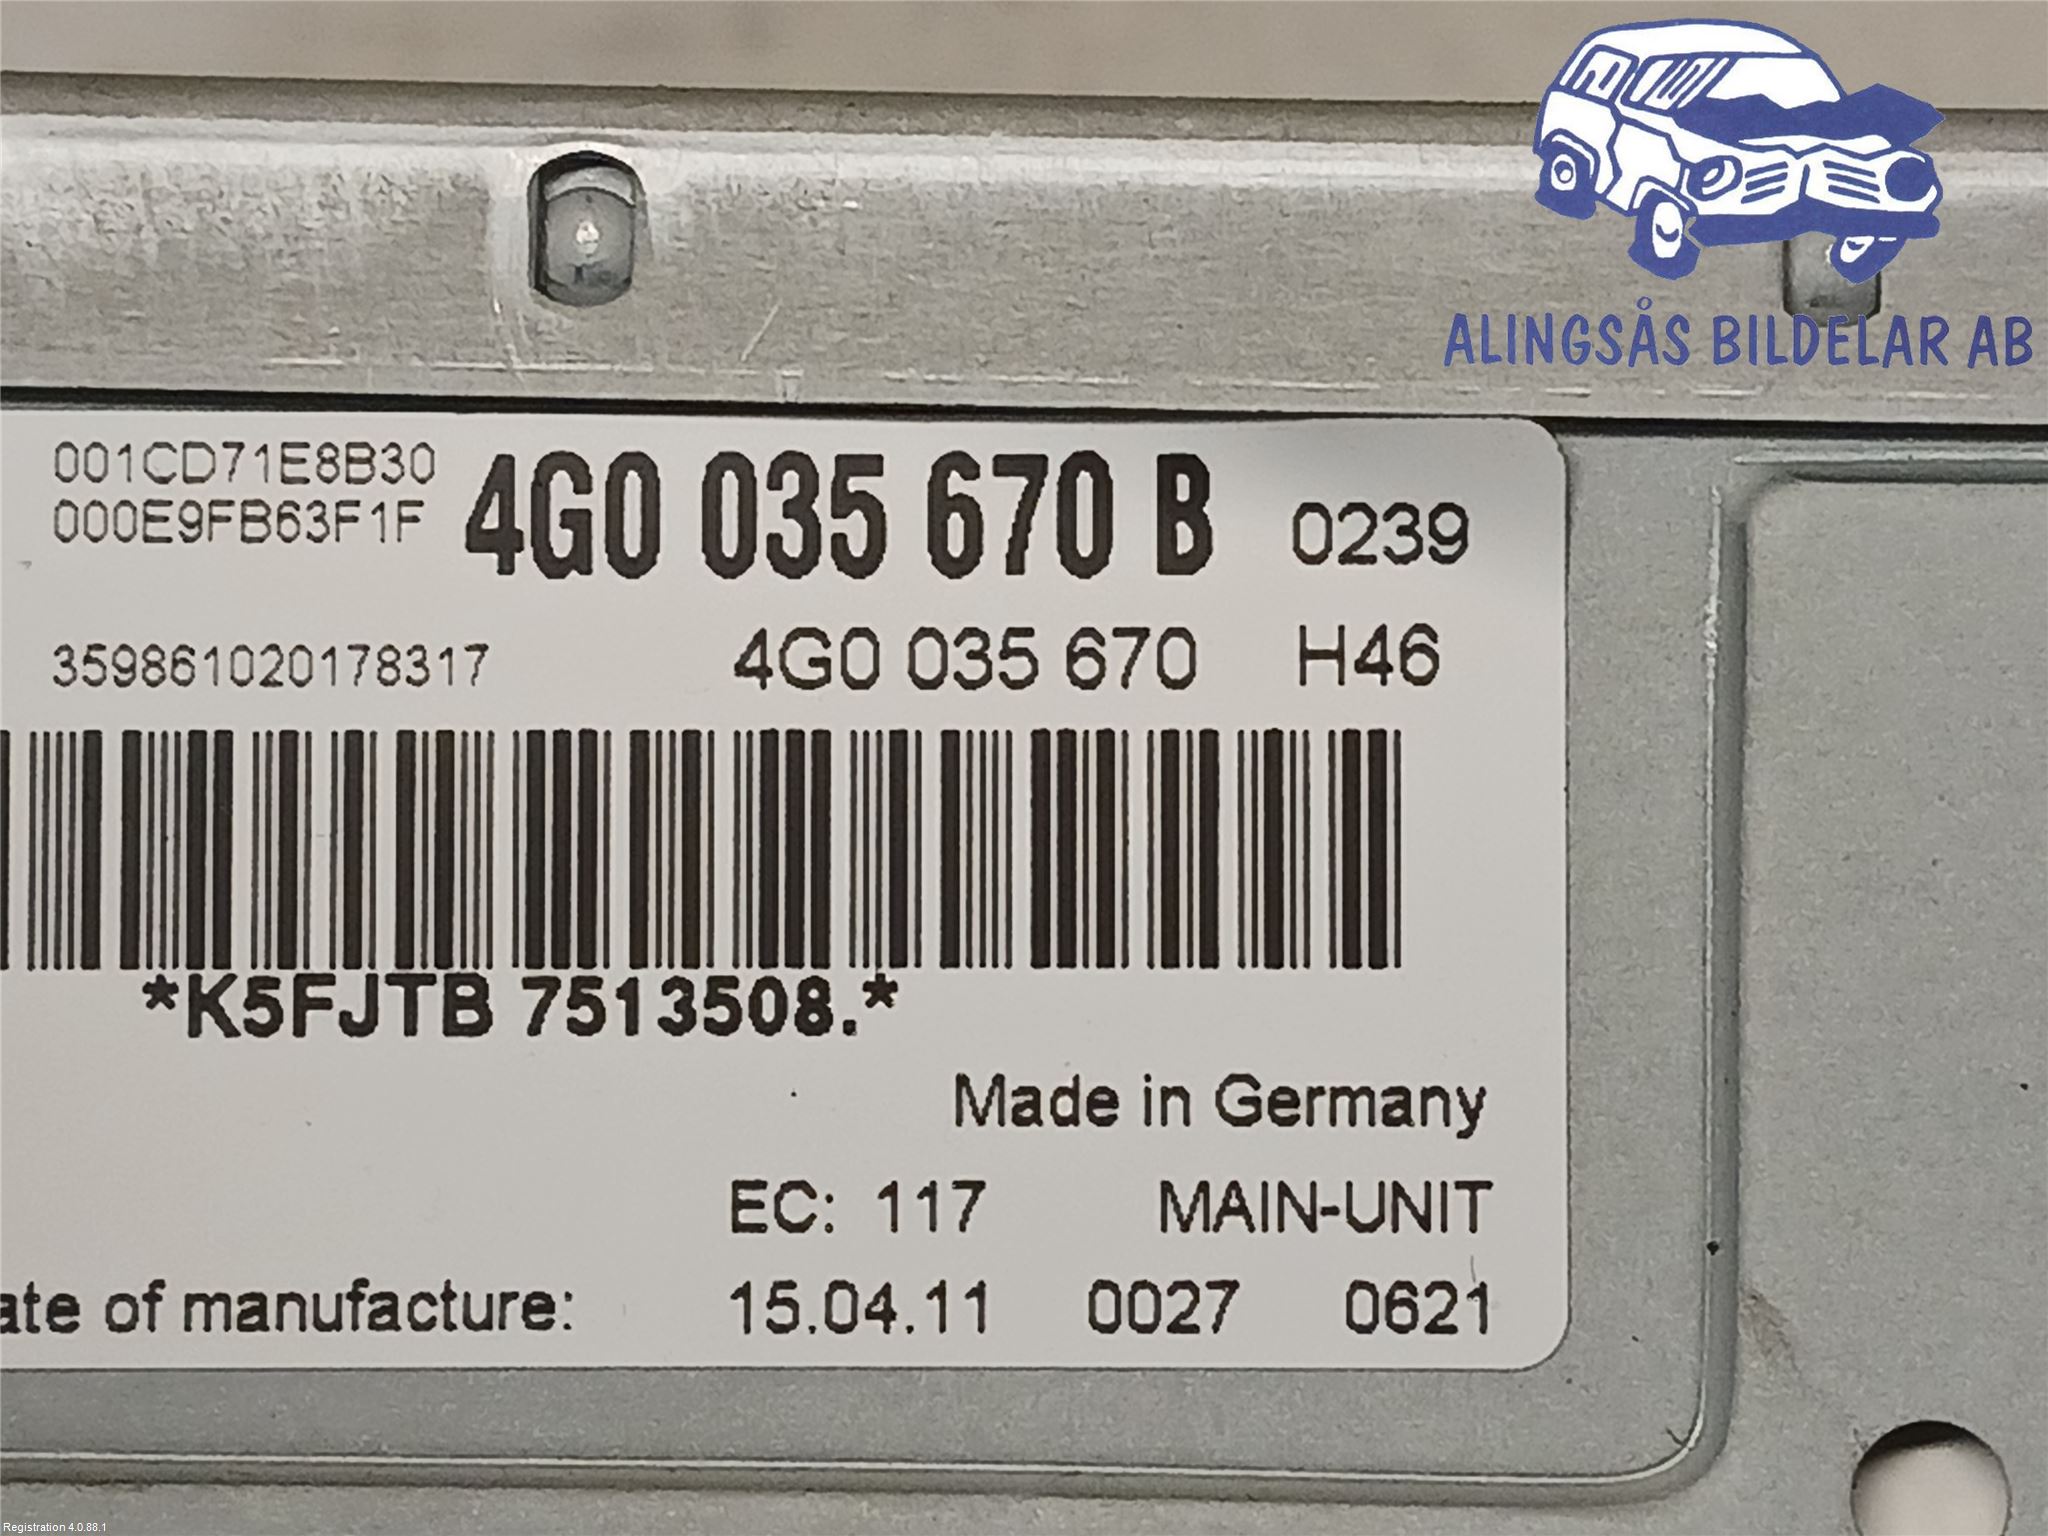 ALINGSÅS BILDELAR AB
001CD71E8B30
000E9FB63F1F
4G0 035 670 B 0239
359861020178317 4G0 035 670 H46
*K5FJTB 7513508.*
Made in Germany
EC: 117 MAIN-UNIT
ate of manufacture: 15.04.11 0027 0621
Registration 4.0.88.1